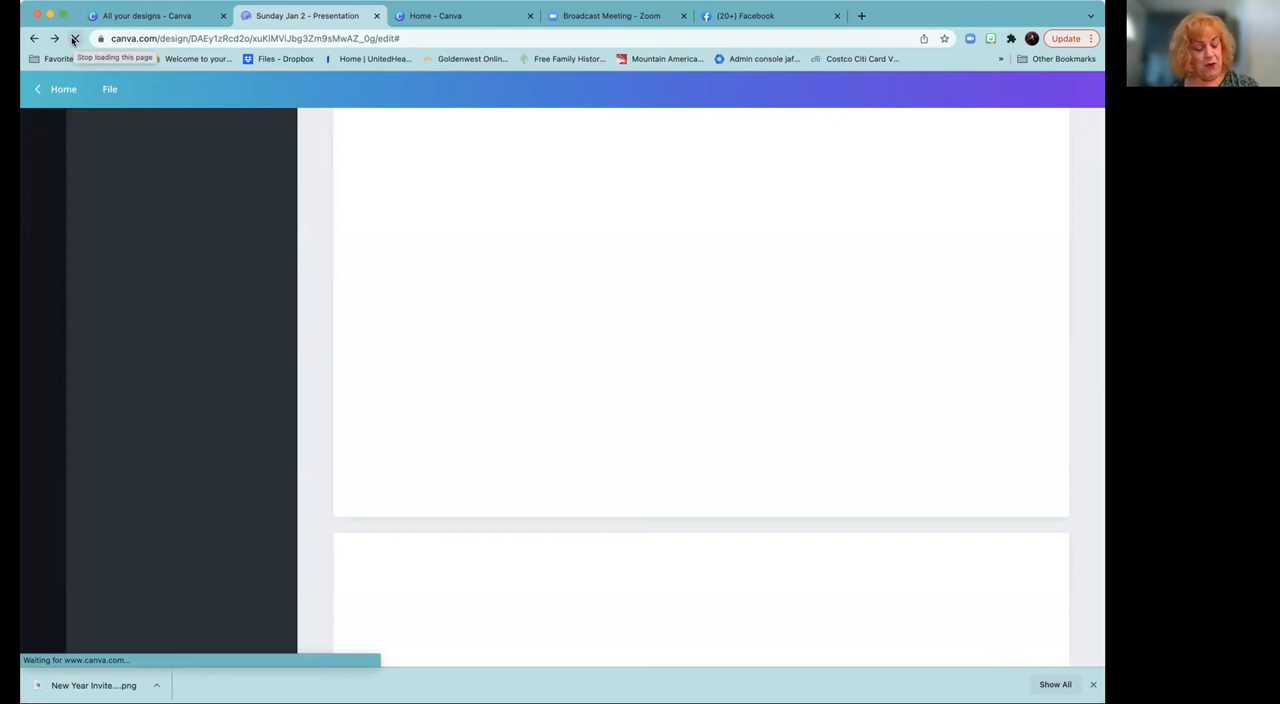 All your designs - Canva
Sunday Jan 2 - Presentation
Home - Canva
Broadcast Meeting - Zoom
(20+) Facebook
canva.com/design/DAEy1zRcd2o/xuKlMViJbg3Zm9sMwAZ_0g/edit#
Update
Stop loading this page
Favorite
Welcome to your...
Files - Dropbox
Home | UnitedHea...
Goldenwest Onlin...
Free Family Histor...
Mountain America...
Admin console jaf...
Costco Citi Card V...
»
Other Bookmarks
Home
File
Waiting for www.canva.com...
New Year Invite....png
Show All